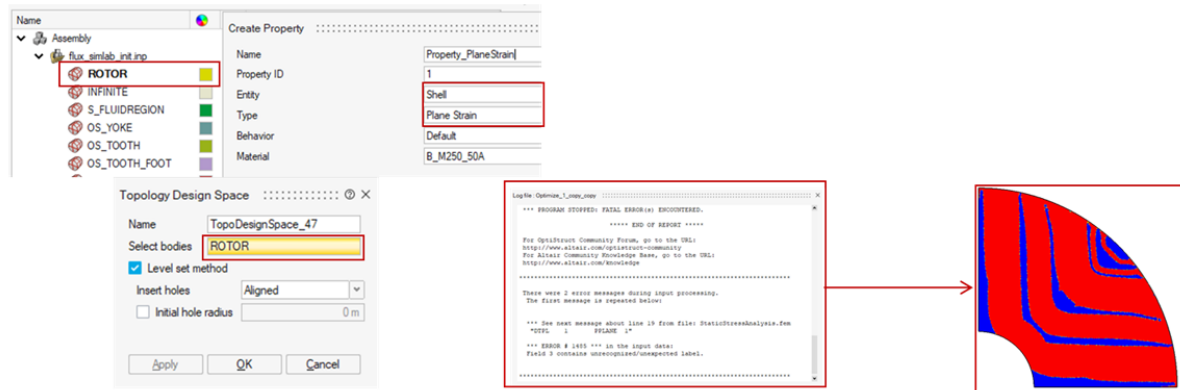 Name
Assembly
flux_simlab_init.inp
ROTOR
INFINITE
S_FLUIDREGION
OS_YOKE
OS_TOOTH
OS_TOOTH_FOOT
Create Property
Name Property_PlaneStrain
Property ID 1
Entity Shell
Type Plane Strain
Behavior Default
Material B_M250_50A
Topology Design Space
Name TopoDesignSpace_47
Select bodies ROTOR
Level set method
Insert holes Aligned
Initial hole radius 0 m
Apply OK Cancel
Log file : Optimize_1_copy_copy
*** PROGRAM STOPPED: FATAL ERROR(s) ENCOUNTERED.
***** END OF REPORT *****
For OptiStruct Community Forum, go to the URL:
http://www.altair.com/optistruct-community
For Altair Community Knowledge Base, go to the URL:
http://www.altair.com/knowledge
There were 2 error messages during input processing.
The first message is repeated below:
*** See next message about line 19 from file: StaticStressAnalysis.fem
"DTPL 1 PPLANE 1"
*** ERROR # 1455 *** in the input data:
Field 3 contains unrecognized/unexpected label.